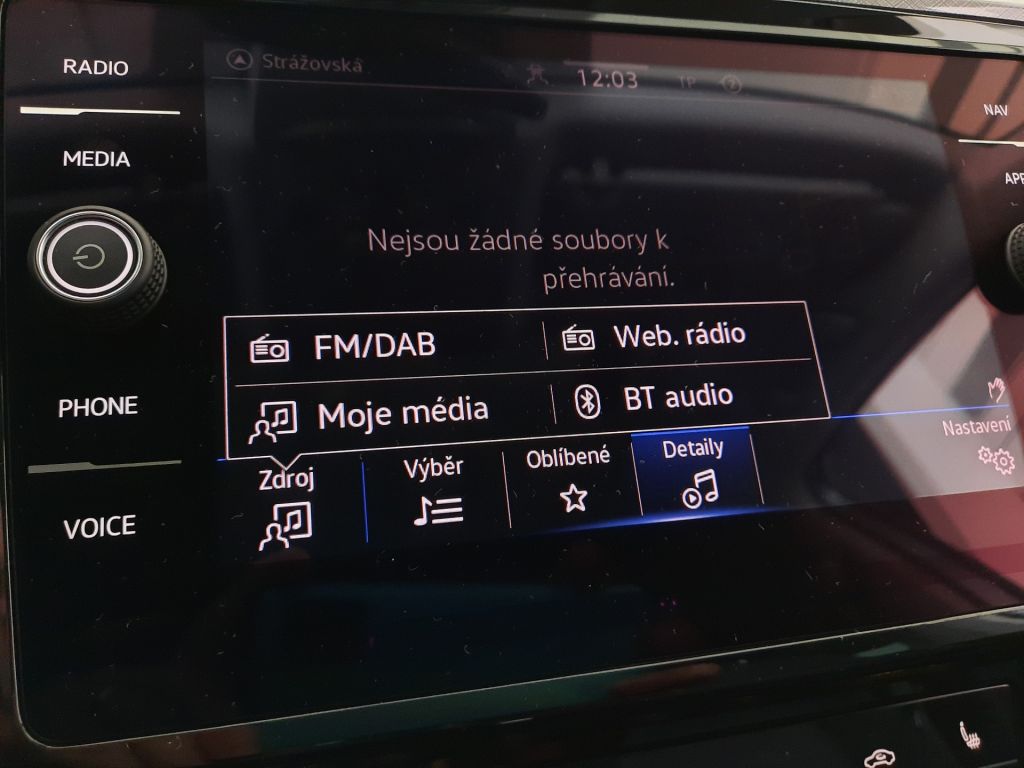 RADIO
MEDIA
PHONE
VOICE
Strážovská
12:03
TP
NAV
Nejsou žádné soubory k
přehrávání.
FM/DAB
Web. rádio
Moje média
BT audio
Zdroj
Výběr
Oblíbené
Detaily
Nastavení